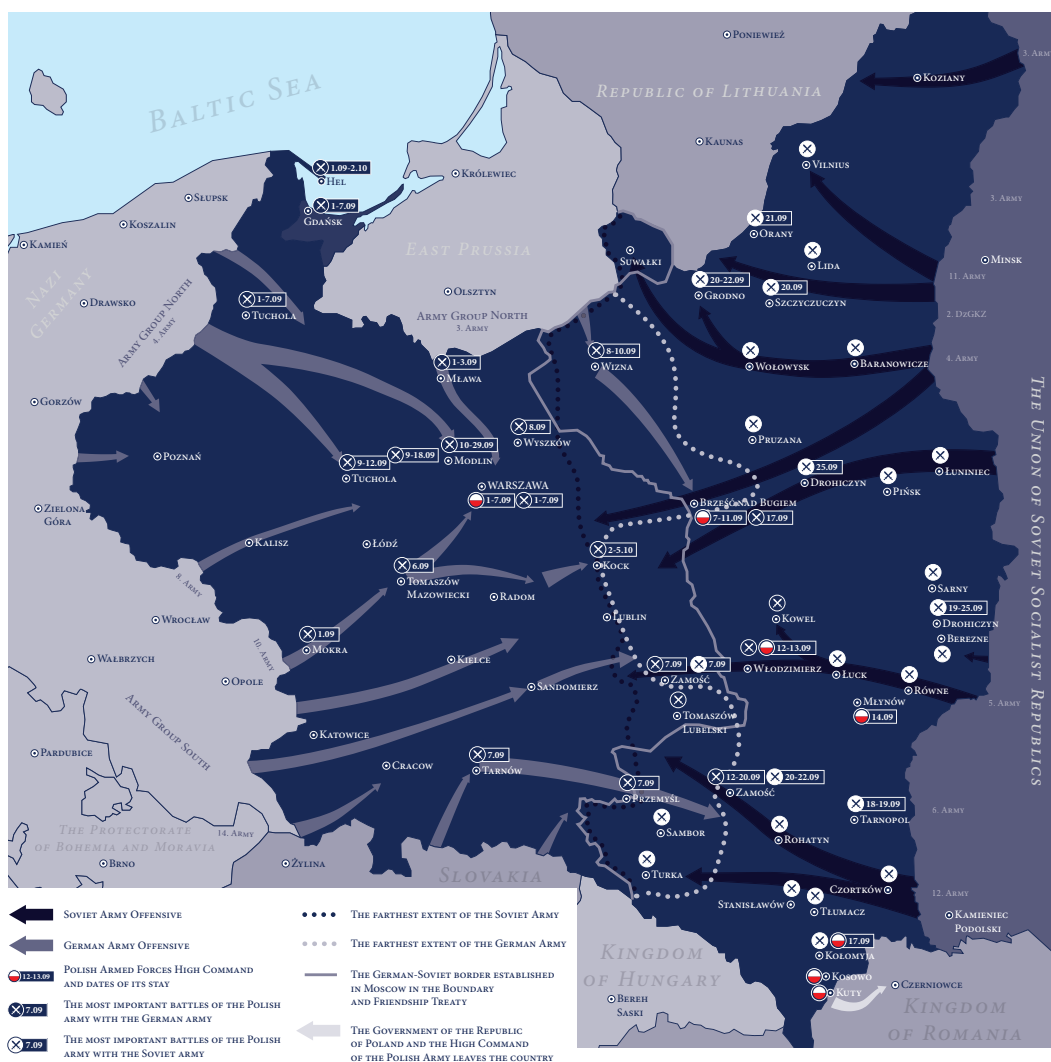 Poniewież
3. Army
Koziany
Republic of Lithuania
Baltic Sea
Kaunas
Vilnius
1.09-2.10
Hel
Królewiec
Słupsk
3. Army
1-7.09
Gdańsk
21.09
Orany
Koszalin
Kamień
East Prussia
Suwałki
Lida
Minsk
11. Army
20-22.09
Grodno
20.09
Szczyczuczyn
Nazi
Germany
Drawsko
Olsztyn
1-7.09
Tuchola
Army Group North
3. Army
Army Group North
4. Army
2. DzGKZ
8-10.09
Wizna
Wołowysk
Baranowicze
4. Army
1-3.09
Mława
Gorzów
8.09
Wyszków
Pruzana
10-29.09
Modlin
9-18.09
9-12.09
Tuchola
Poznań
25.09
Drohiczyn
Łuniniec
Pińsk
Warszawa
1-7.09
1-7.09
Brześć nad Bugiem
7-11.09
17.09
Zielona
Góra
Kalisz
Łódź
2-5.10
Kock
6.09
Tomaszów
Mazowiecki
Radom
8. Army
Sarny
19-25.09
Drohiczyn
Berezne
Wrocław
Lublin
Kowel
1.09
Mokra
10. Army
12-13.09
Włodzimierz
Wałbrzych
Kielce
7.09
7.09
Zamość
Łuck
Równe
Opole
Sandomierz
Army Group South
Młynów
14.09
5. Army
Tomaszów
Lubelski
Katowice
Pardubice
Cracow
7.09
Tarnów
7.09
Przemyśl
12-20.09
20-22.09
Zamość
18-19.09
Tarnopol
6. Army
The Union of Soviet Socialist Republics
Sambor
Rohatyn
The Protectorate
of Bohemia and Moravia
14. Army
Brno
Żylina
Slovakia
Turka
Czortków
12. Army
Stanisławów
Tłumacz
Kamieniec
Podolski
17.09
Kołomyja
Kingdom
of Hungary
Kosowo
Kuty
Czerniowce
Bereh
Saski
Kingdom
of Romania
Soviet Army Offensive
German Army Offensive
12-13.09
Polish Armed Forces High Command
and dates of its stay
7.09
The most important battles of the Polish
army with the German army
7.09
The most important battles of the Polish
army with the Soviet army
The farthest extent of the Soviet Army
The farthest extent of the German Army
The German-Soviet border established
in Moscow in the Boundary
and Friendship Treaty
The Government of the Republic
of Poland and the High Command
of the Polish Army leaves the country